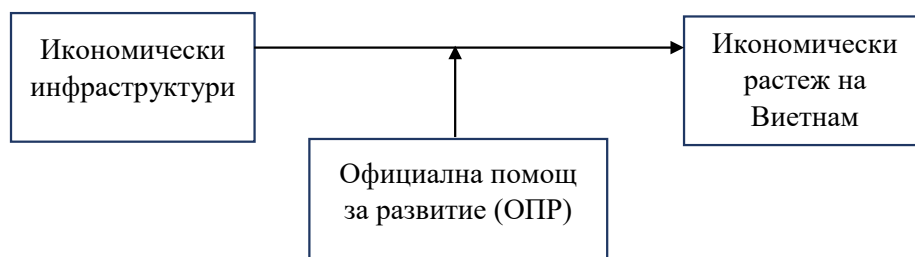 Икономически
инфраструктури
Икономически
растеж на
Виетнам
Официална помощ
за развитие (ОПР)